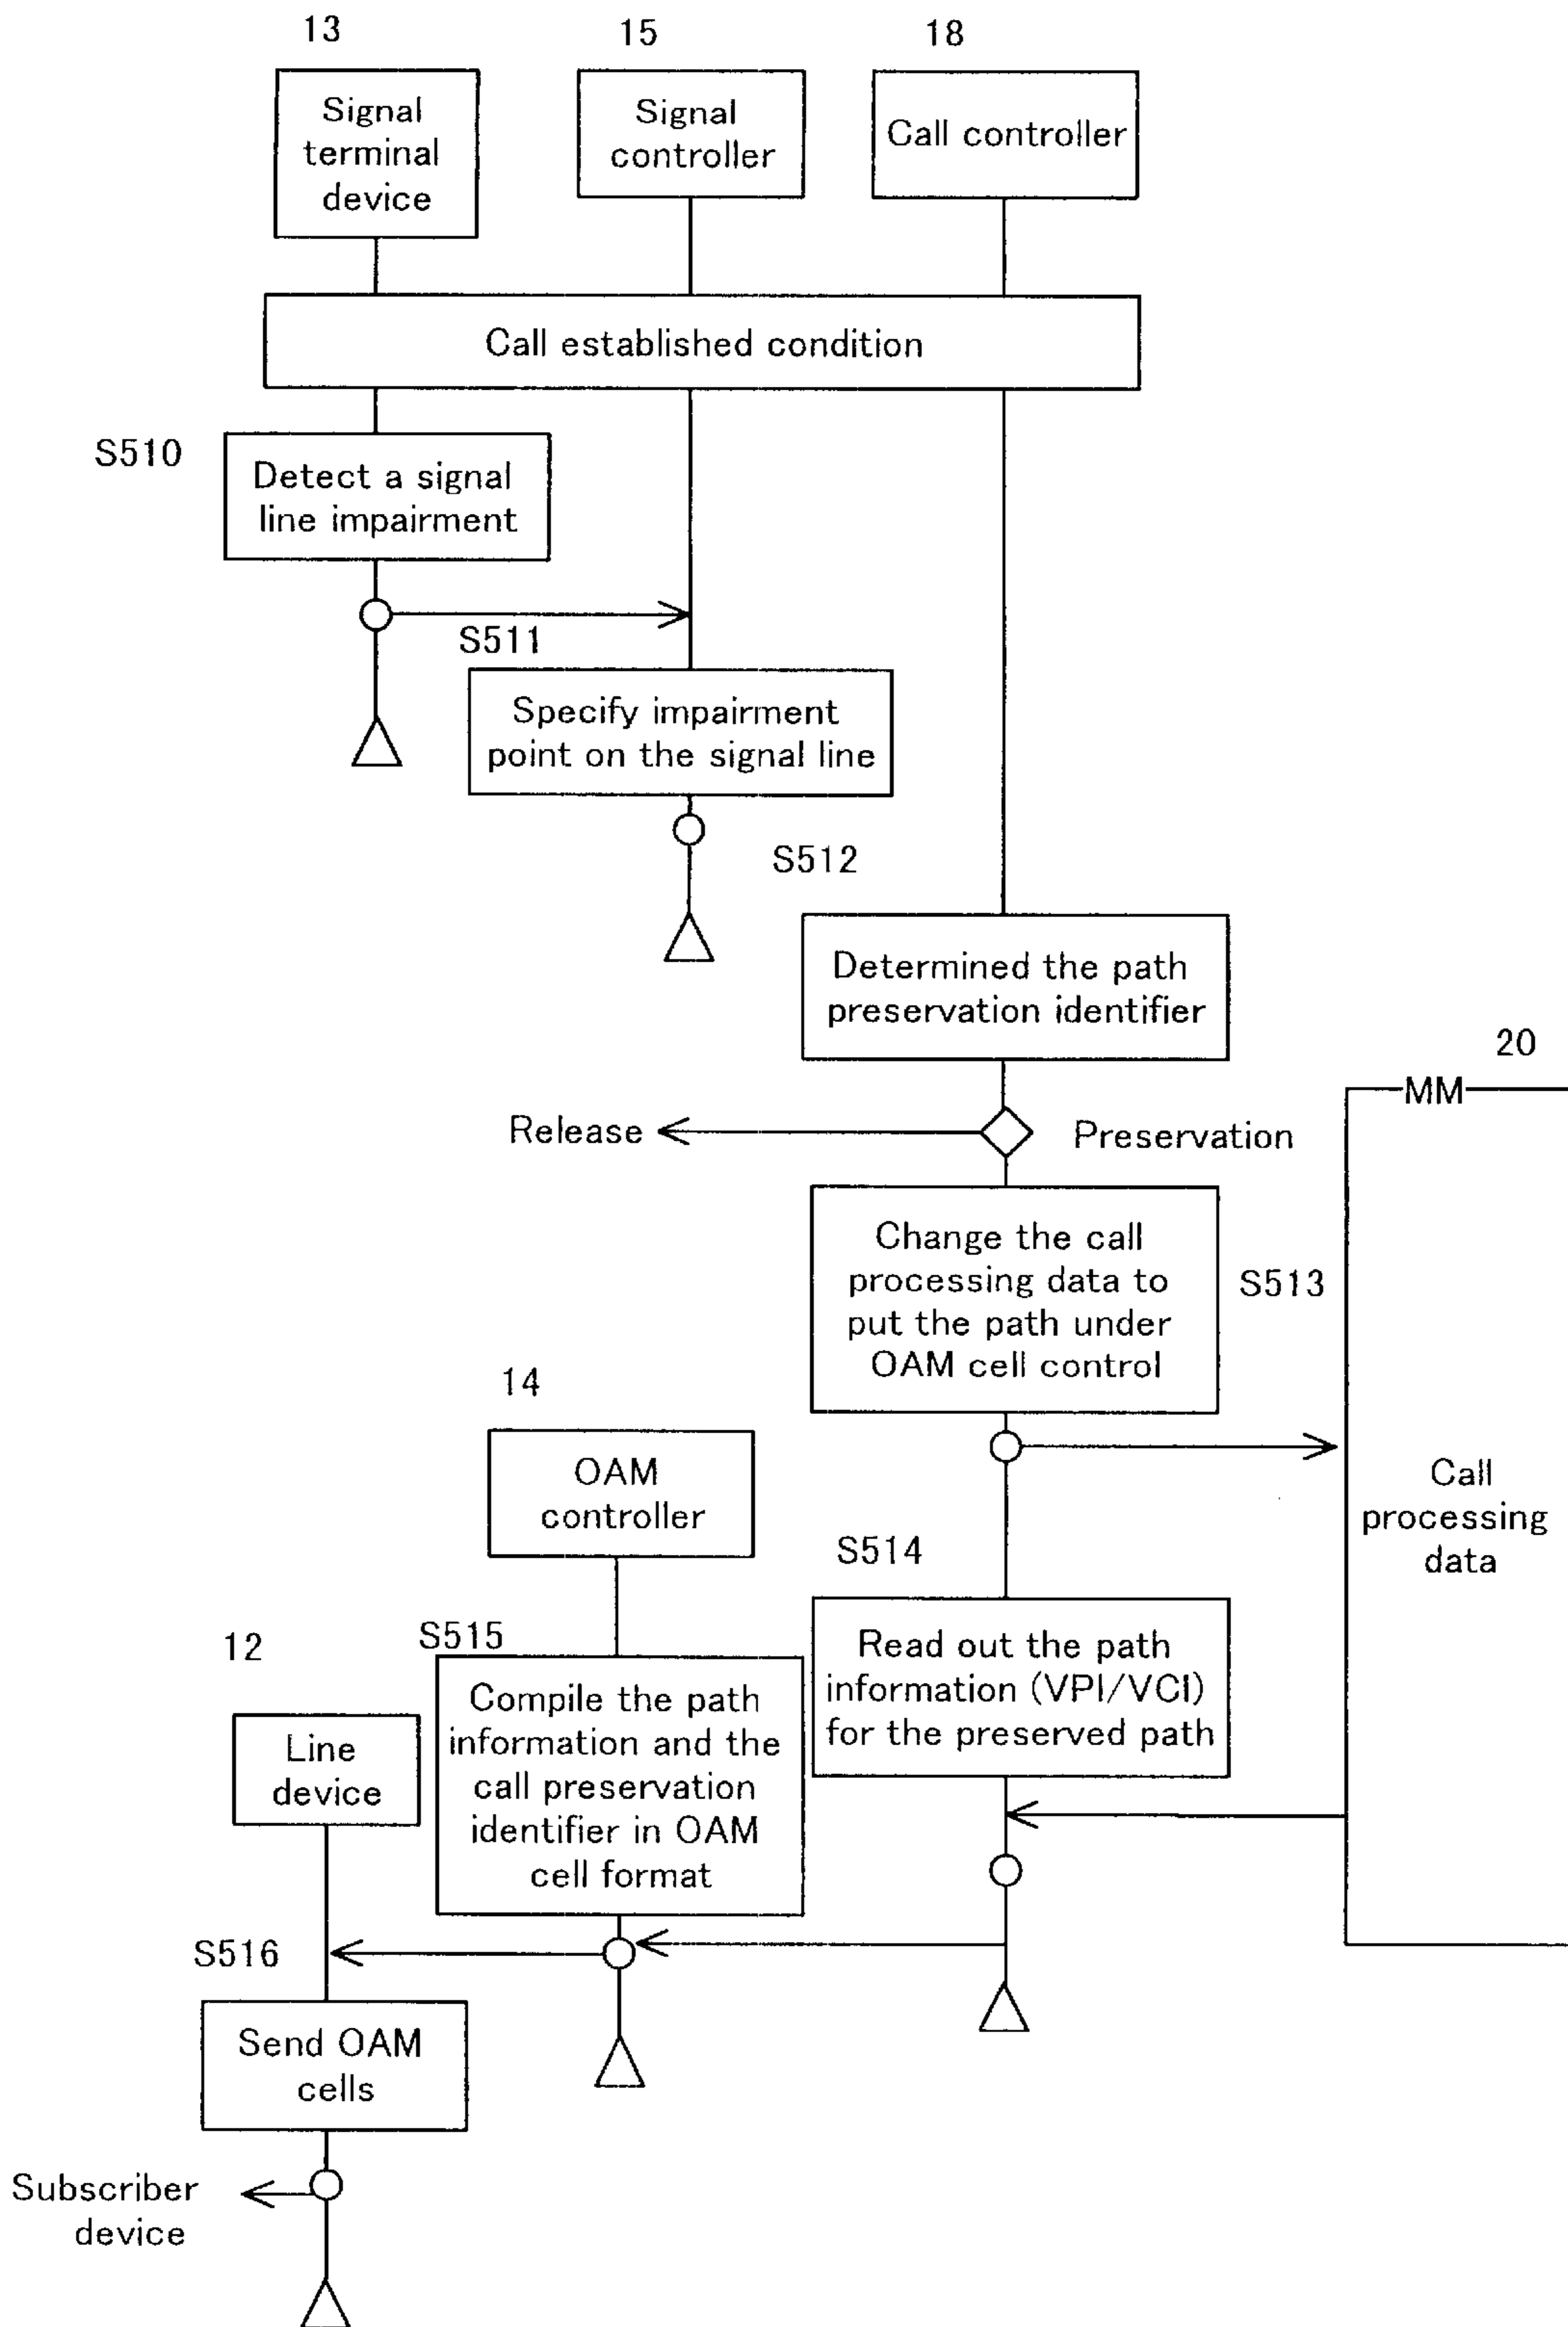 13
15
18
Signal
terminal
device
Signal
controller
Call controller
Call established condition
S510
Detect a signal
line impairment
S511
Specify impairment
point on the signal line
S512
Determined the path
preservation identifier
20
MM
Release
Preservation
Change the call
processing data to
put the path under
OAM cell control
S513
14
OAM
controller
Call
processing
data
S514
Read out the path
information (VPI/VCI)
for the preserved path
S515
Compile the path
information and the
call preservation
identifier in OAM
cell format
12
Line
device
S516
Send OAM
cells
Subscriber
device